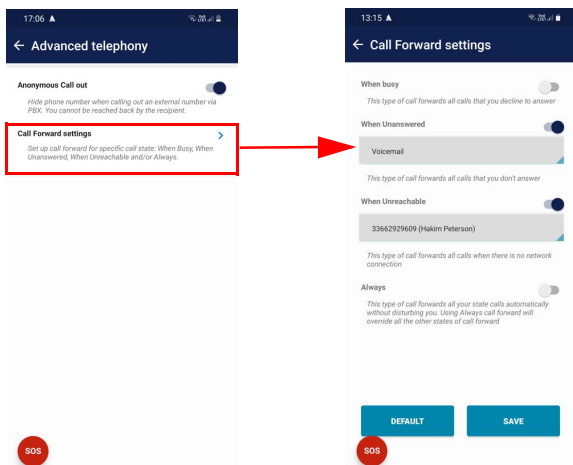 17:06
Advanced telephony
Anonymous Call out
Hide phone number when calling out an external number via
PBX. You cannot be reached back by the recipient.
Call Forward settings
Set up call forward for specific call state: When Busy, When
Unanswered, When Unreachable and/or Always.
SOS
13:15
Call Forward settings
When busy
This type of call forwards all calls that you decline to answer
When Unanswered
Voicemail
This type of call forwards all calls that you don't answer
When Unreachable
33662929609 (Hakim Peterson)
This type of call forwards all calls when there is no network
connection
Always
This type of call forwards all your state calls automatically
without disturbing you. Using Always call forward will
override all the other states of call forward
DEFAULT
SAVE
SOS